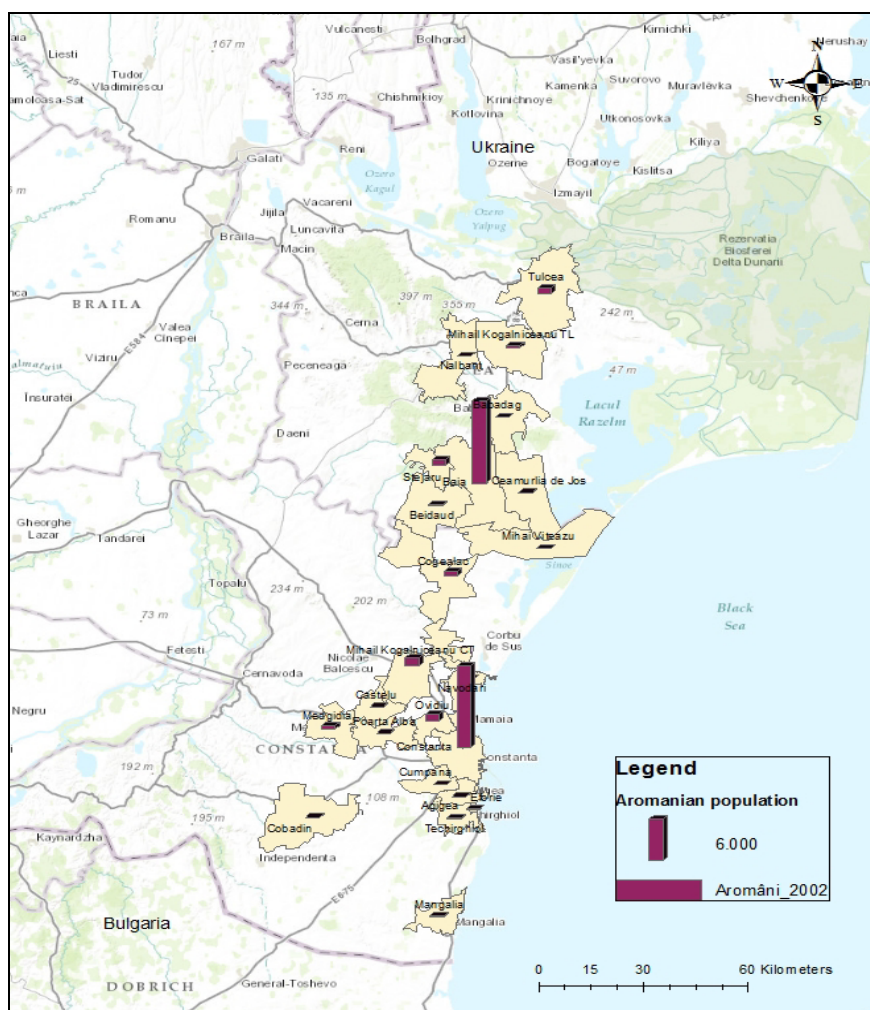 Vulcanesti
Bolhgrad
Kirnichki
Nerushay
Liesti
167 m
Tudor
Vladimirescu
Vasil'yevka
Kamenka
Suvorovo
Muravlëvka
135 m
Chishmikioy
Krinichnoye
Kotlovina
Shevchenkove
N
W
E
S
Utkonosovka
Ukraine
Ozerne
Bogatoye
Kiliya
Kislitsa
Galati
Reni
Ozero
Kagul
Izmayil
Romanu
Jijila
Vacareni
Luncavita
Ozero
Yalpug
Brăila
Macin
Rezervatia
Biosferei
Delta Dunarii
Tulcea
BRAILA
344 m
397 m
355 m
242 m
Valea
Cinepei
Cerna
Mihail Kogalniceanu TL
E584
Viziru
Peceneaga
Nalbant
47 m
Însuratei
Babadag
Lacul
Razelm
Daeni
Stejaru
Baia
Ceamurlia de Jos
Beidaud
Gheorghe
Lazar
Tandarei
Mihai Viteazu
Sinoe
Cogealac
Topalu
234 m
202 m
Black
Sea
73 m
Corbu
de Sus
Fetesti
Mihail Kogalniceanu CT
Nicolae
Balcescu
Cernavoda
Navodari
Castelu
Negru
Medgidia
Ovidiu
Mamaia
Poarta Alba
CONSTANTA
Constanta
Constanta
192 m
Cumpana
Legend
Aromanian population
6.000
Aromâni_2002
108 m
Agigea
Eforie
Techirghiol
195 m
Cobadin
Kaynardzha
Independenta
E675
Mangalia
Mangalia
Bulgaria
General-Toshevo
DOBRICH
0 15 30 60 Kilometers